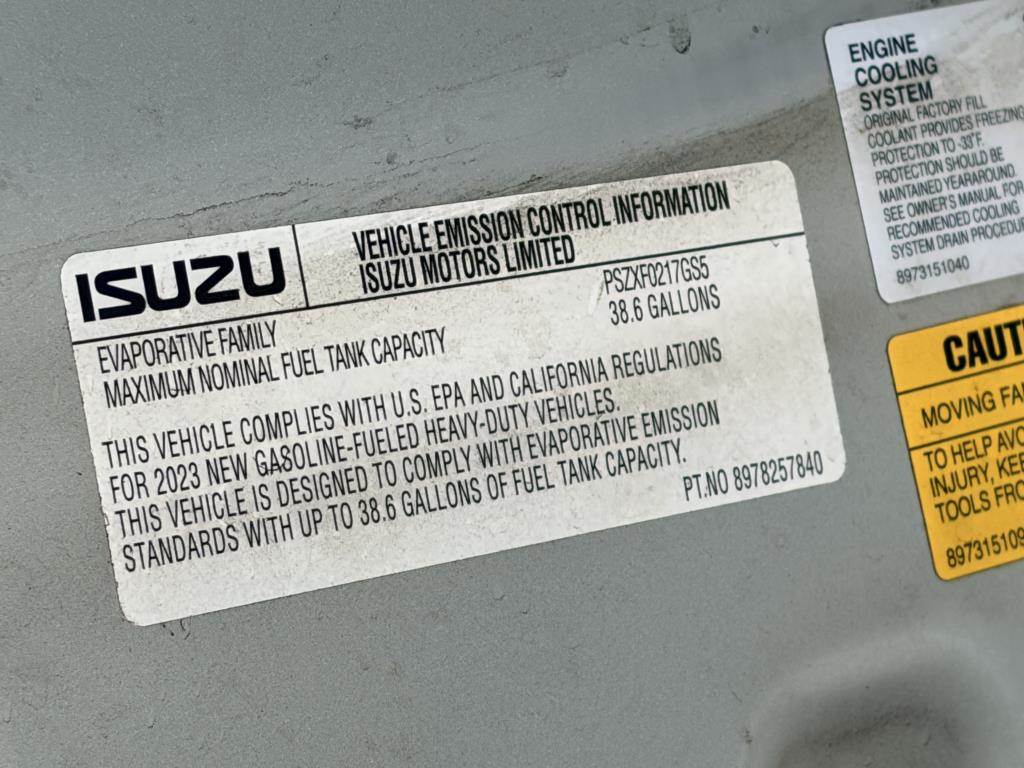 ISUZU
VEHICLE EMISSION CONTROL INFORMATION
ISUZU MOTORS LIMITED
EVAPORATIVE FAMILY PSZXF0217GS5
MAXIMUM NOMINAL FUEL TANK CAPACITY 38.6 GALLONS
THIS VEHICLE COMPLIES WITH U.S. EPA AND CALIFORNIA REGULATIONS
FOR 2023 NEW GASOLINE-FUELED HEAVY-DUTY VEHICLES.
THIS VEHICLE IS DESIGNED TO COMPLY WITH EVAPORATIVE EMISSION
STANDARDS WITH UP TO 38.6 GALLONS OF FUEL TANK CAPACITY.
PT.NO 8978257840
ENGINE
COOLING
SYSTEM
ORIGINAL FACTORY FILL
COOLANT PROVIDES FREEZING
PROTECTION TO -33°F.
PROTECTION SHOULD BE
MAINTAINED YEARAROUND.
SEE OWNER'S MANUAL FOR
RECOMMENDED COOLING
SYSTEM DRAIN PROCEDU
8973151040
CAUT
MOVING FA
TO HELP AVO
INJURY, KEE
TOOLS FRO
897315109